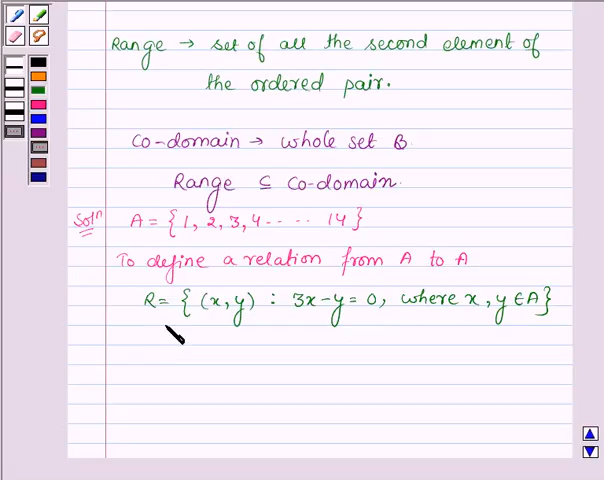 Range → set of all the second element of
the ordered pair.
Co-domain → whole set B
Range ⊆ Co-domain.
Solⁿ A = {1, 2, 3, 4 - - - - - 14}
To define a relation from A to A
R = { (x, y) : 3x - y = 0, where x, y ∈ A}